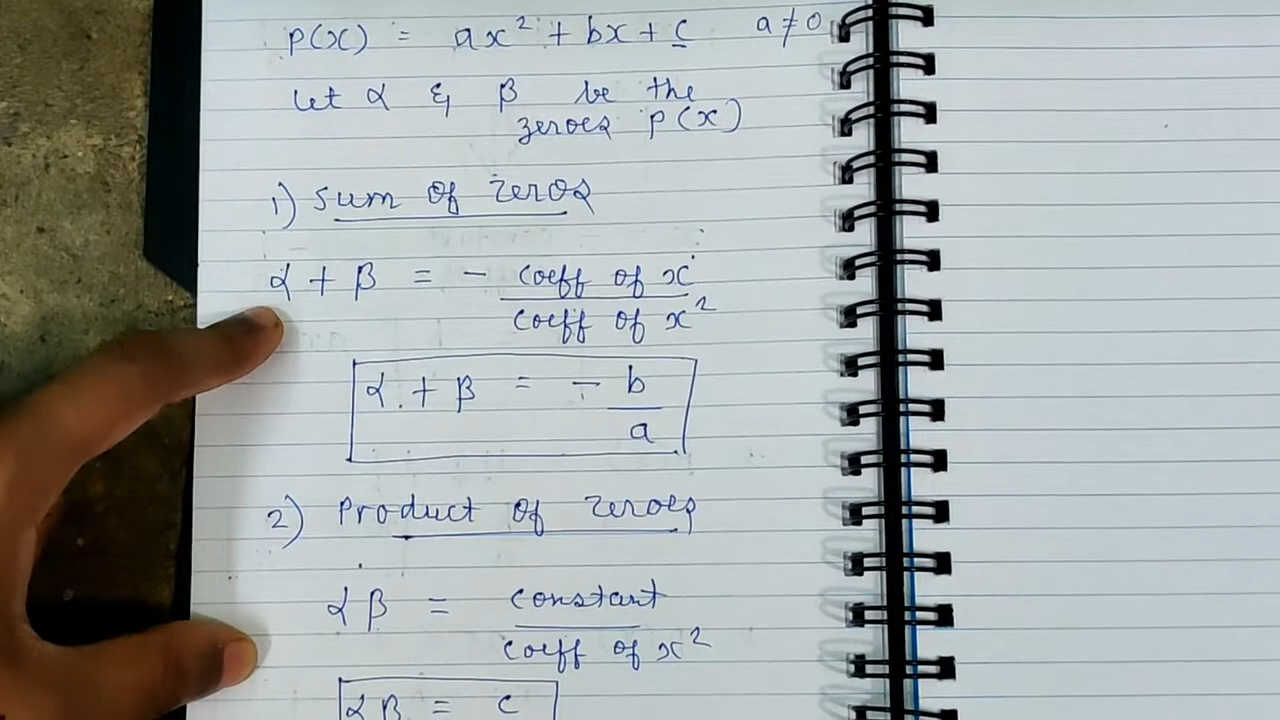 p(x) = ax² + bx + c a ≠ 0
Let α & β be the
zeroes p(x)
1) Sum of zeros
α + β = - coeff of x
coeff of x²
α + β = - b
a
2) Product of zeroes
αβ = constant
coeff of x²
αβ = c